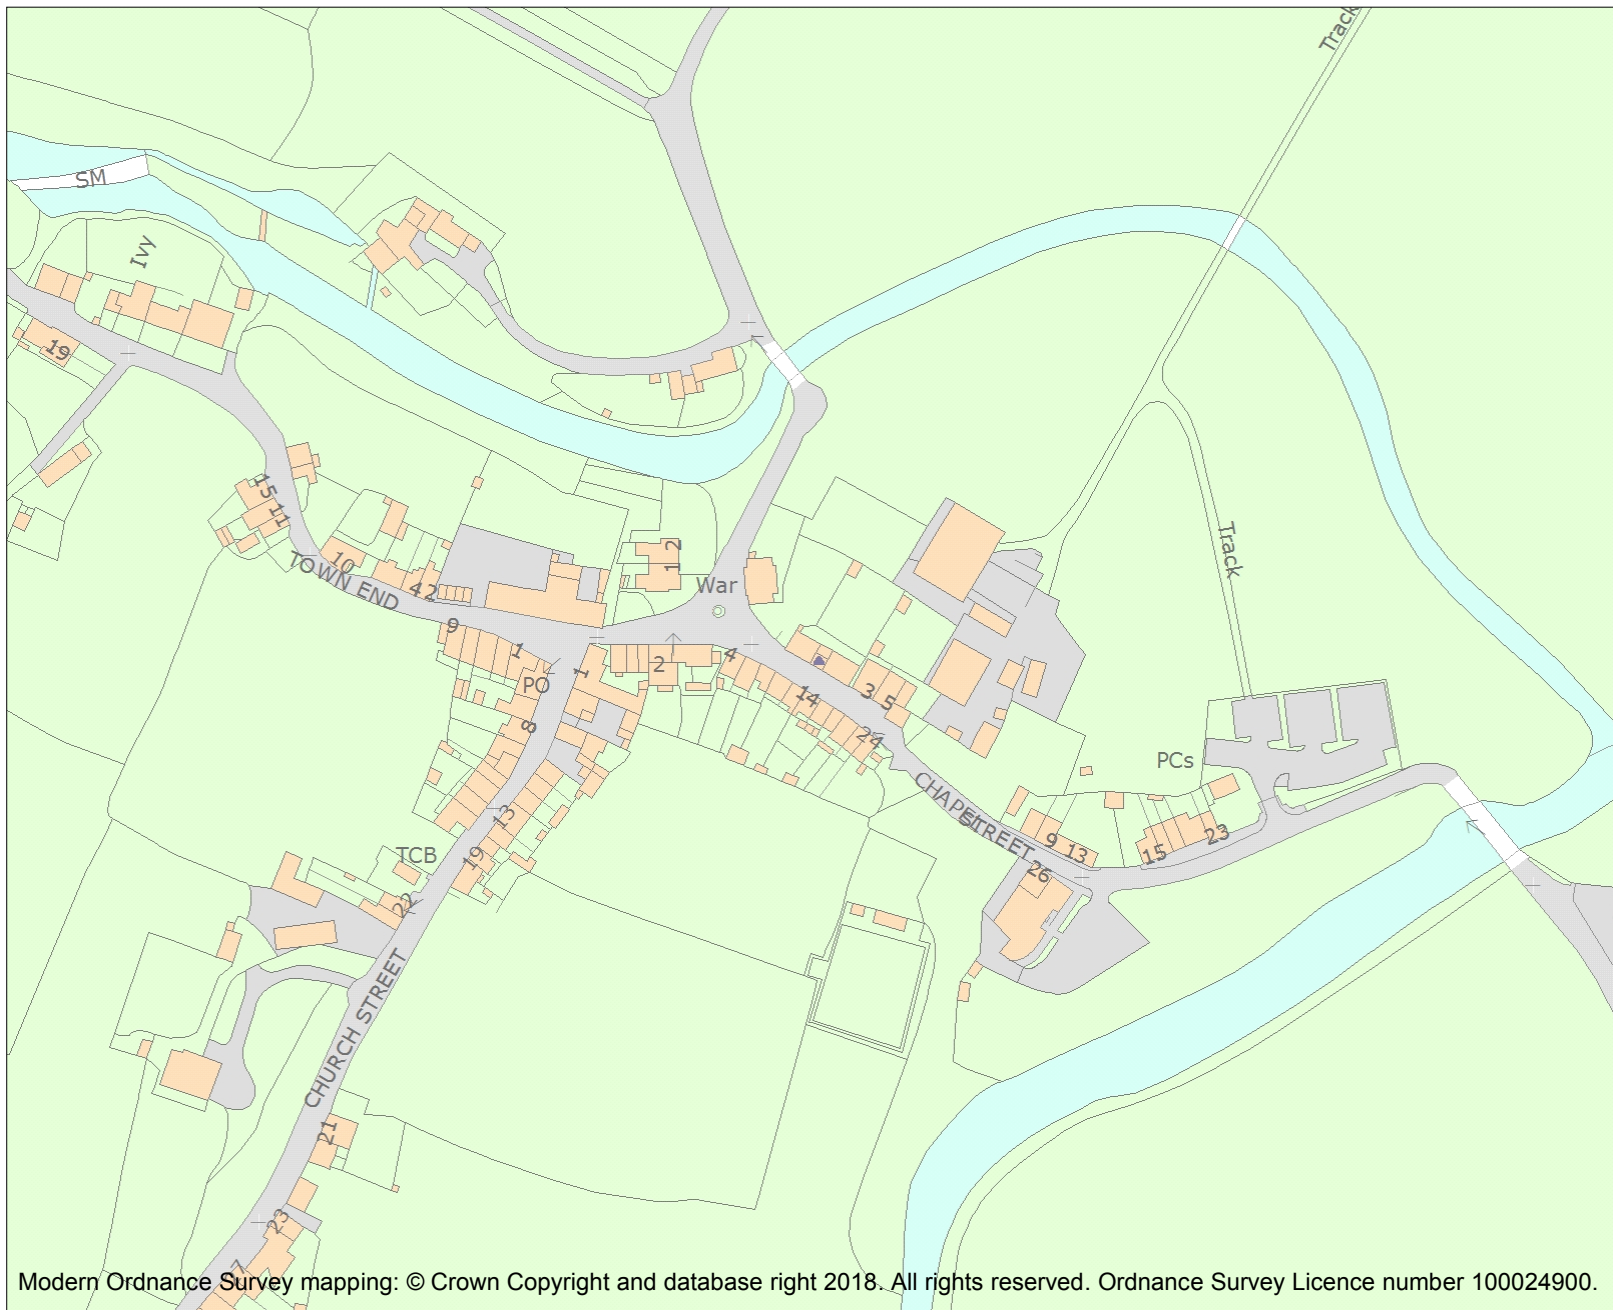 Track
SM
Ivy
19
15
11
10
TOWN END
4
2
12
War
9
1
PO
1
2
4
8
14
3
5
24
Track
PCs
CHAPEL
STREET
9
13
15
23
26
13
19
TCB
22
CHURCH STREET
21
23
7
Modern Ordnance Survey mapping: © Crown Copyright and database right 2018. All rights reserved. Ordnance Survey Licence number 100024900.